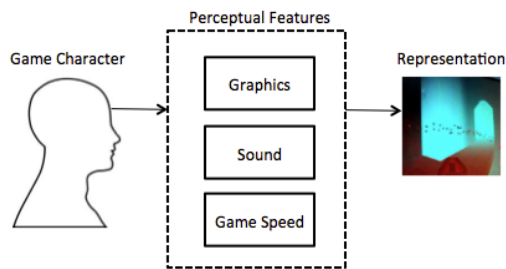 Perceptual Features
Game Character
Representation
Graphics
Sound
Game Speed